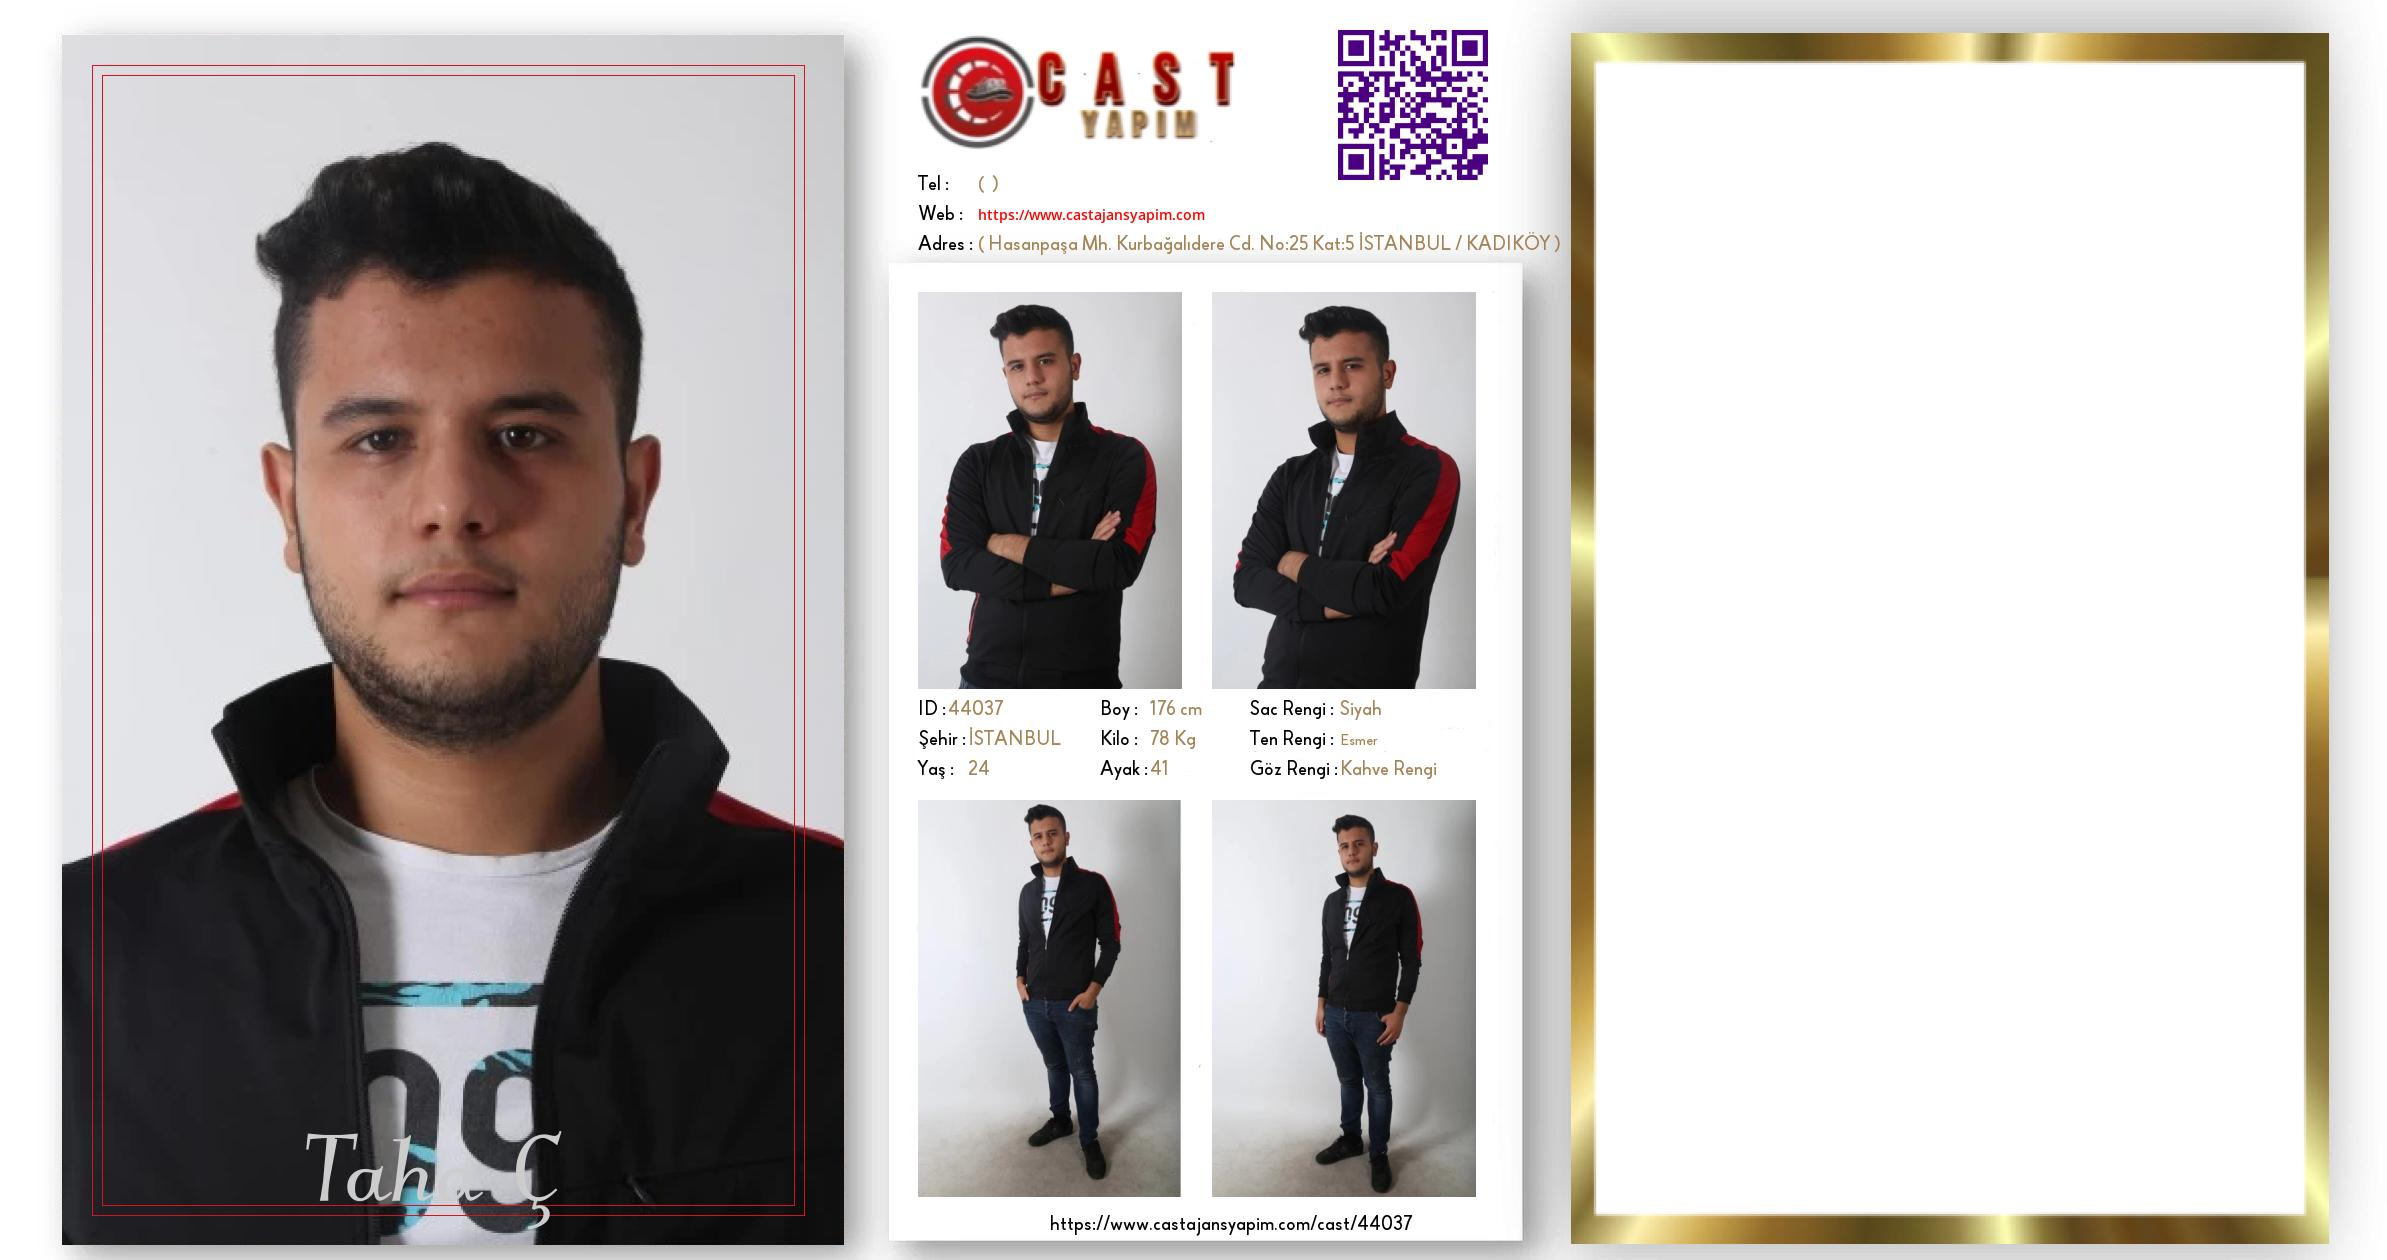 Taha Ç
CAST
YAPIM
Tel : ( )
Web : https://www.castajansyapim.com
Adres : ( Hasanpaşa Mh. Kurbağalıdere Cd. No:25 Kat:5 İSTANBUL / KADIKÖY )
ID : 44037 Boy : 176 cm Sac Rengi : Siyah
Şehir : İSTANBUL Kilo : 78 Kg Ten Rengi : Esmer
Yaş : 24 Ayak : 41 Göz Rengi : Kahve Rengi
https://www.castajansyapim.com/cast/44037